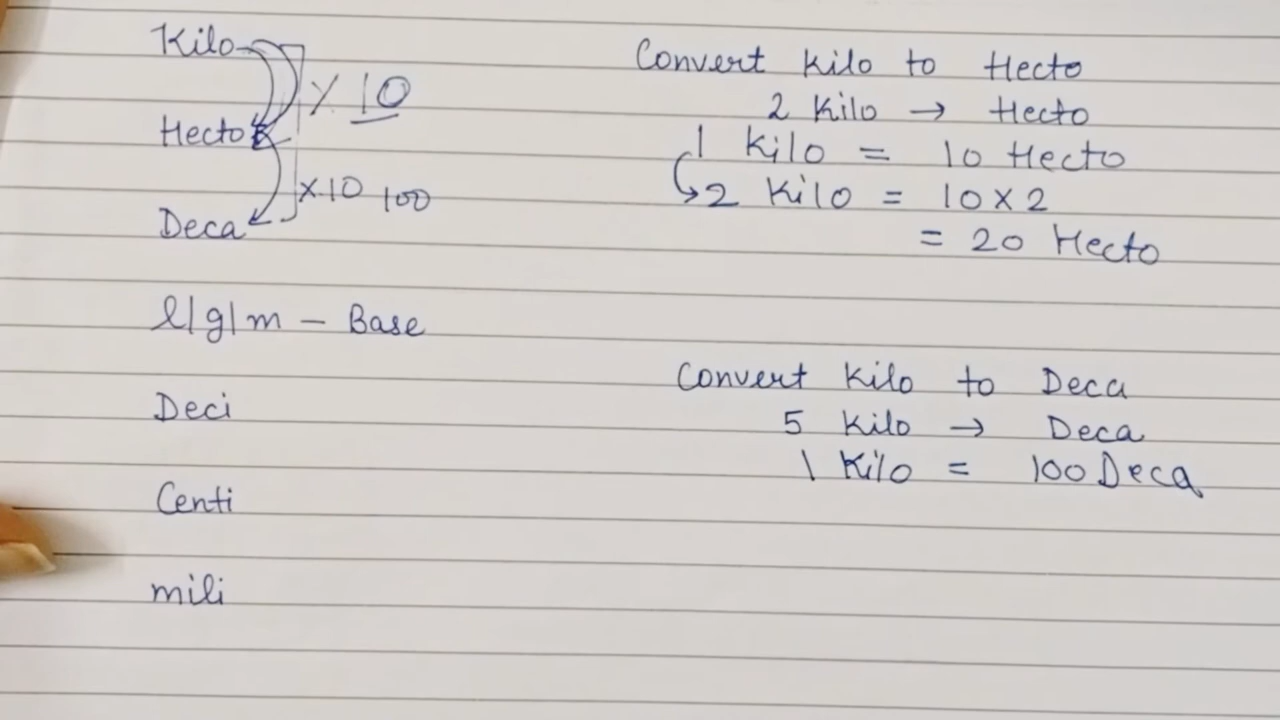 Kilo
× 10
Hecto
×10 100
Deca
l/g/m - Base
Deci
Centi
mili
Convert Kilo to Hecto
2 Kilo → Hecto
1 Kilo = 10 Hecto
2 Kilo = 10 × 2
= 20 Hecto
Convert Kilo to Deca
5 Kilo → Deca
1 Kilo = 100 Deca